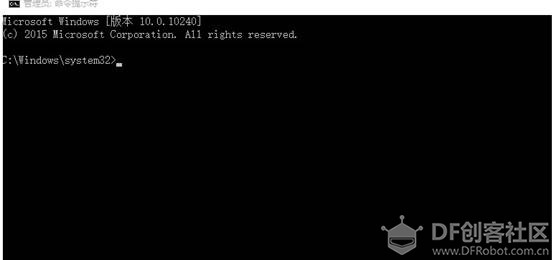 管理员: 命令提示符
Microsoft Windows [版本 10.0.10240]
(c) 2015 Microsoft Corporation. All rights reserved.
C:\Windows\system32>
DF创客社区
www.DFRobot.com.cn